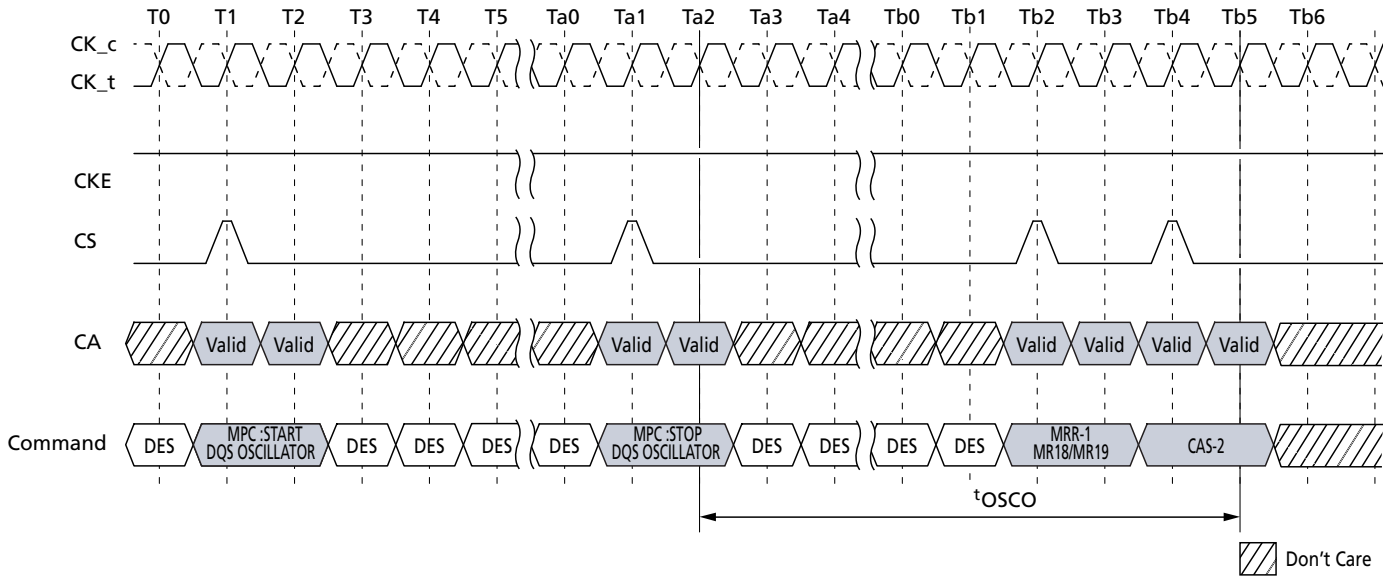 T0 T1 T2 T3 T4 T5 Ta0 Ta1 Ta2 Ta3 Ta4 Tb0 Tb1 Tb2 Tb3 Tb4 Tb5 Tb6
CK_c
CK_t
CKE
CS
CA Valid Valid Valid Valid Valid Valid Valid Valid
Command DES MPC :START DES DES DES DES MPC :STOP DES DES DES DES MRR-1 CAS-2
DQS OSCILLATOR DQS OSCILLATOR MR18/MR19
tOSCO
Don't Care